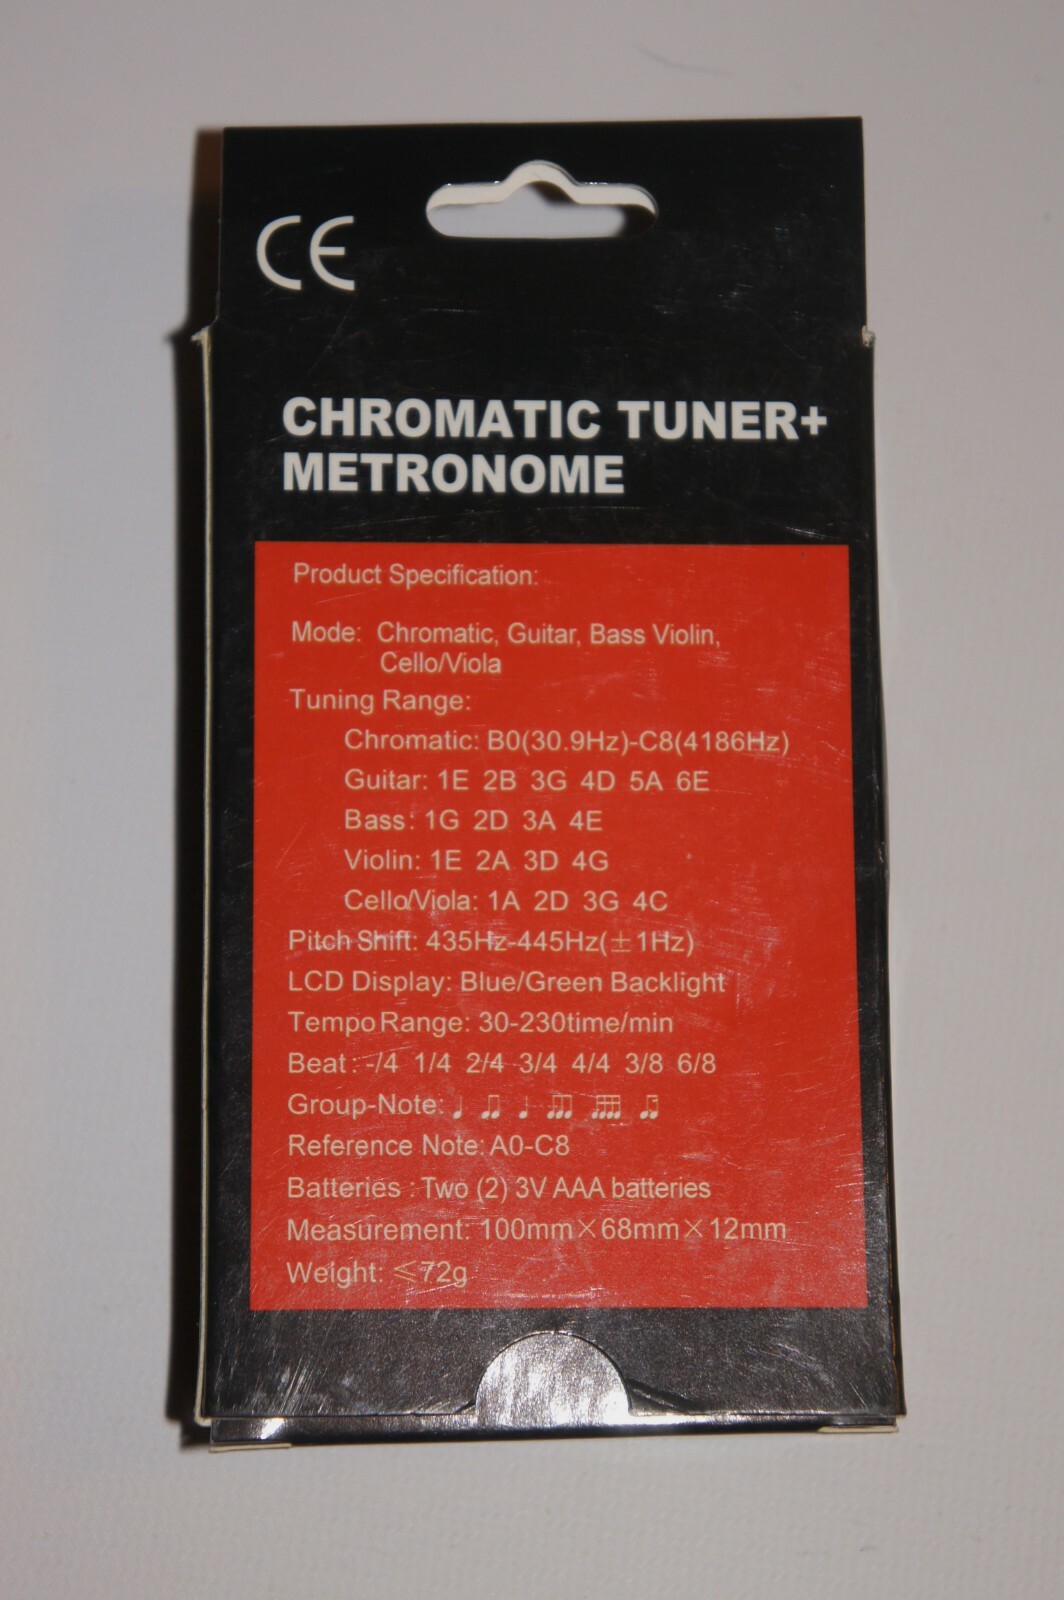 CE
CHROMATIC TUNER+
METRONOME
Product Specification:
Mode: Chromatic, Guitar, Bass Violin,
Cello/Viola
Tuning Range:
Chromatic: B0(30.9Hz)-C8(4186Hz)
Guitar: 1E 2B 3G 4D 5A 6E
Bass: 1G 2D 3A 4E
Violin: 1E 2A 3D 4G
Cello/Viola: 1A 2D 3G 4C
Pitch Shift: 435Hz-445Hz(±1Hz)
LCD Display: Blue/Green Backlight
Tempo Range: 30-230time/min
Beat: -/4 1/4 2/4 3/4 4/4 3/8 6/8
Group-Note:
Reference Note: A0-C8
Batteries : Two (2) 3V AAA batteries
Measurement: 100mm×68mm×12mm
Weight: ≤72g